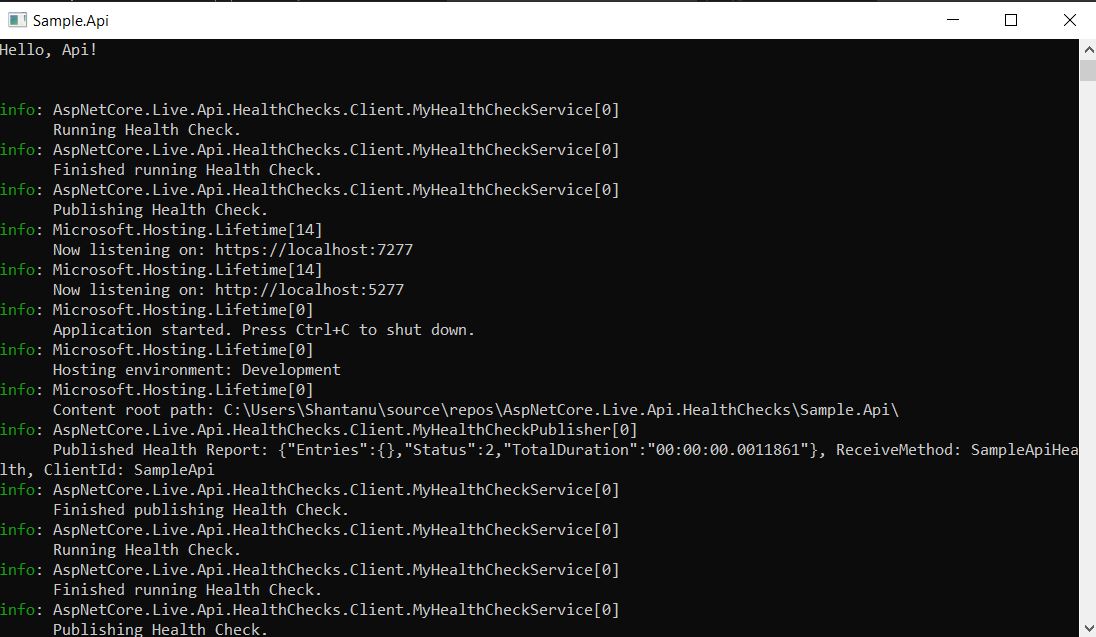 Sample.Api
Hello, Api!
info: AspNetCore.Live.Api.HealthChecks.Client.MyHealthCheckService[0]
Running Health Check.
info: AspNetCore.Live.Api.HealthChecks.Client.MyHealthCheckService[0]
Finished running Health Check.
info: AspNetCore.Live.Api.HealthChecks.Client.MyHealthCheckService[0]
Publishing Health Check.
info: Microsoft.Hosting.Lifetime[14]
Now listening on: https://localhost:7277
info: Microsoft.Hosting.Lifetime[14]
Now listening on: http://localhost:5277
info: Microsoft.Hosting.Lifetime[0]
Application started. Press Ctrl+C to shut down.
info: Microsoft.Hosting.Lifetime[0]
Hosting environment: Development
info: Microsoft.Hosting.Lifetime[0]
Content root path: C:\Users\Shantanu\source\repos\AspNetCore.Live.Api.HealthChecks\Sample.Api\
info: AspNetCore.Live.Api.HealthChecks.Client.MyHealthCheckPublisher[0]
Published Health Report: {"Entries":{},"Status":2,"TotalDuration":"00:00:00.0011861"}, ReceiveMethod: SampleApiHea
lth, ClientId: SampleApi
info: AspNetCore.Live.Api.HealthChecks.Client.MyHealthCheckService[0]
Finished publishing Health Check.
info: AspNetCore.Live.Api.HealthChecks.Client.MyHealthCheckService[0]
Running Health Check.
info: AspNetCore.Live.Api.HealthChecks.Client.MyHealthCheckService[0]
Finished running Health Check.
info: AspNetCore.Live.Api.HealthChecks.Client.MyHealthCheckService[0]
Publishing Health Check.